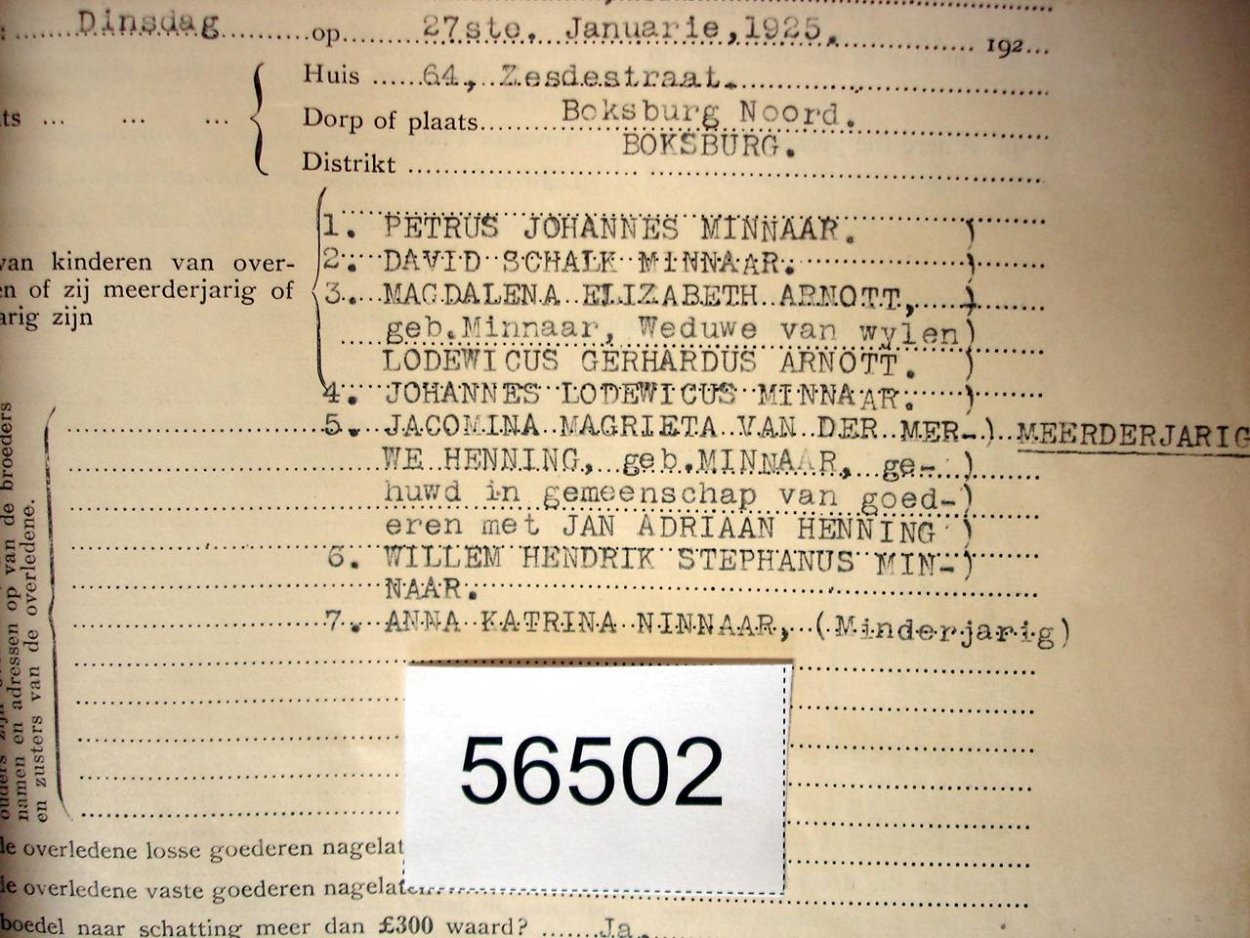 : Dinsdag op 27ste. Januarie, 1925. 192...
Huis 64, Zesdestraat.
ts ... ... ... Dorp of plaats Boksburg Noord.
Distrikt BOKSBURG.
1. PETRUS JOHANNES MINNAAR. )
2. DAVID SCHALK MINNAAR. )
van kinderen van over-
en of zij meerderjarig of 3. MAGDALENA ELIZABETH ARNOTT, )
arig zijn
geb.Minnaar, Weduwe van wylen)
LODEWICUS GERHARDUS ARNOTT. )
4. JOHANNES LODEWICUS MINNAAR. )
5. JACOMINA MAGRIETA VAN DER MER-) MEERDERJARIG
WE HENNING, geb.MINNAAR, ge- )
huwd in gemeenschap van goed-)
eren met JAN ADRIAAN HENNING )
6. WILLEM HENDRIK STEPHANUS MIN-)
NAAR.
7. ANNA KATRINA NINNAAR, (Minderjarig)
namen en adressen op van de broeders
en zusters van de overledene.
56502
de overledene losse goederen nagelat
de overledene vaste goederen nagelaten
boedel naar schatting meer dan £300 waard? Ja.